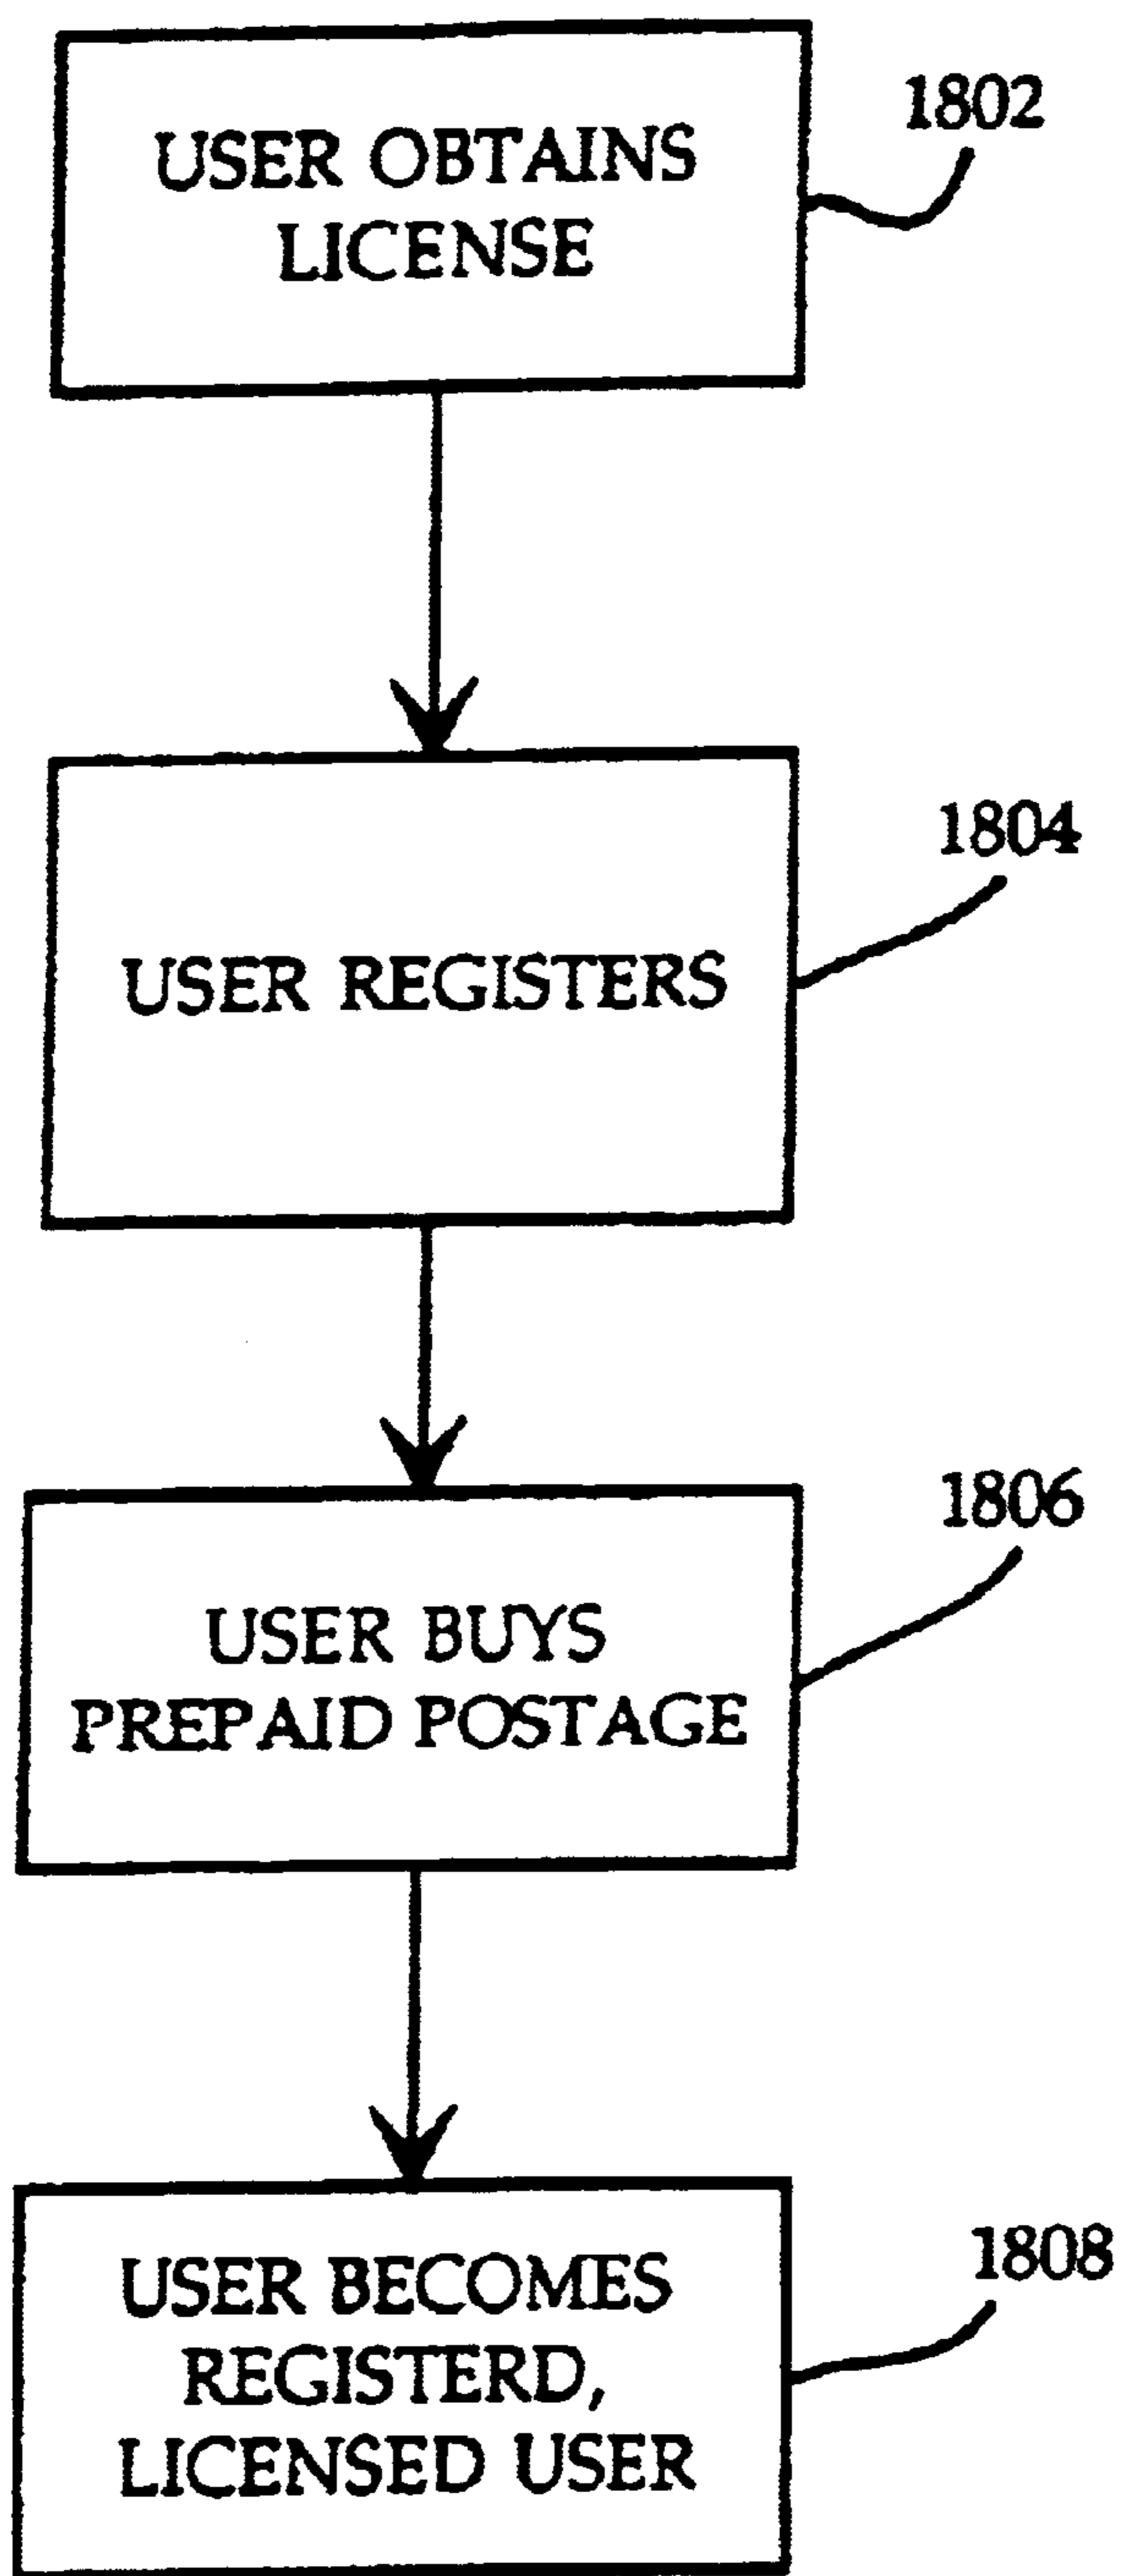 USER OBTAINS
LICENSE
1802
USER REGISTERS
1804
USER BUYS
PREPAID POSTAGE
1806
USER BECOMES
REGISTERD,
LICENSED USER
1808